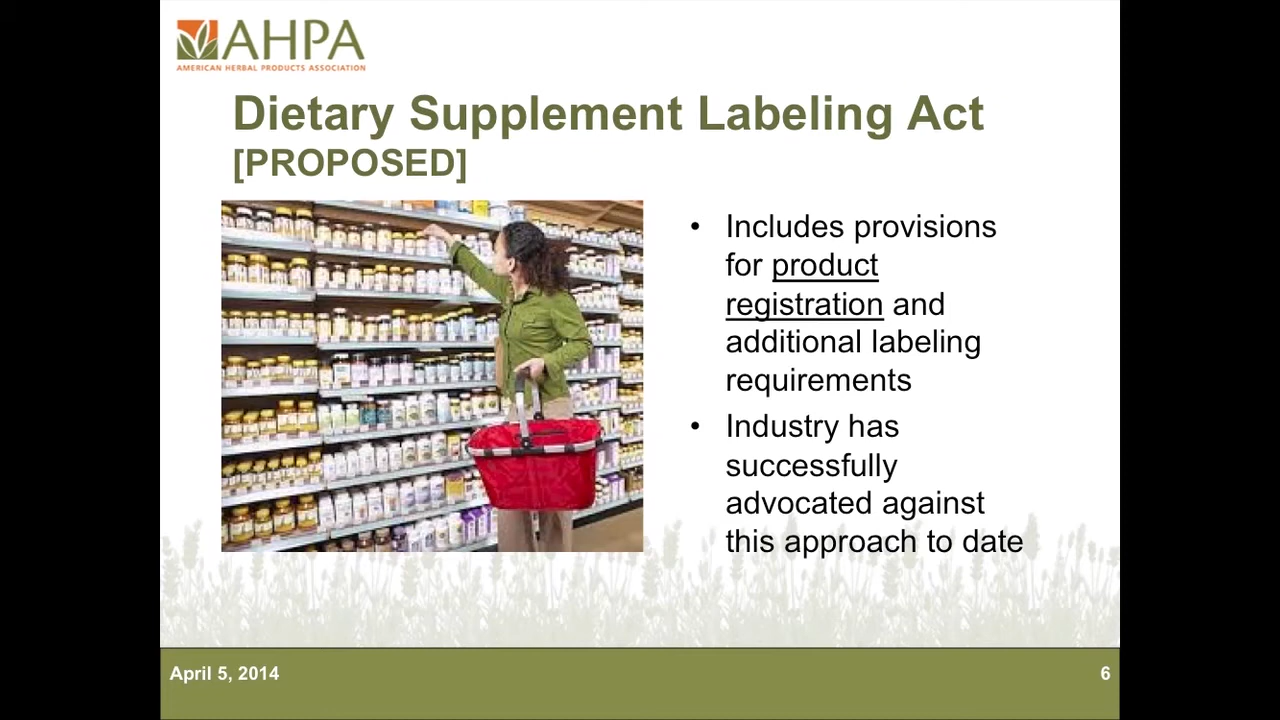 AHPA
AMERICAN HERBAL PRODUCTS ASSOCIATION
Dietary Supplement Labeling Act
[PROPOSED]
• Includes provisions
for product
registration and
additional labeling
requirements
• Industry has
successfully
advocated against
this approach to date
April 5, 2014
6